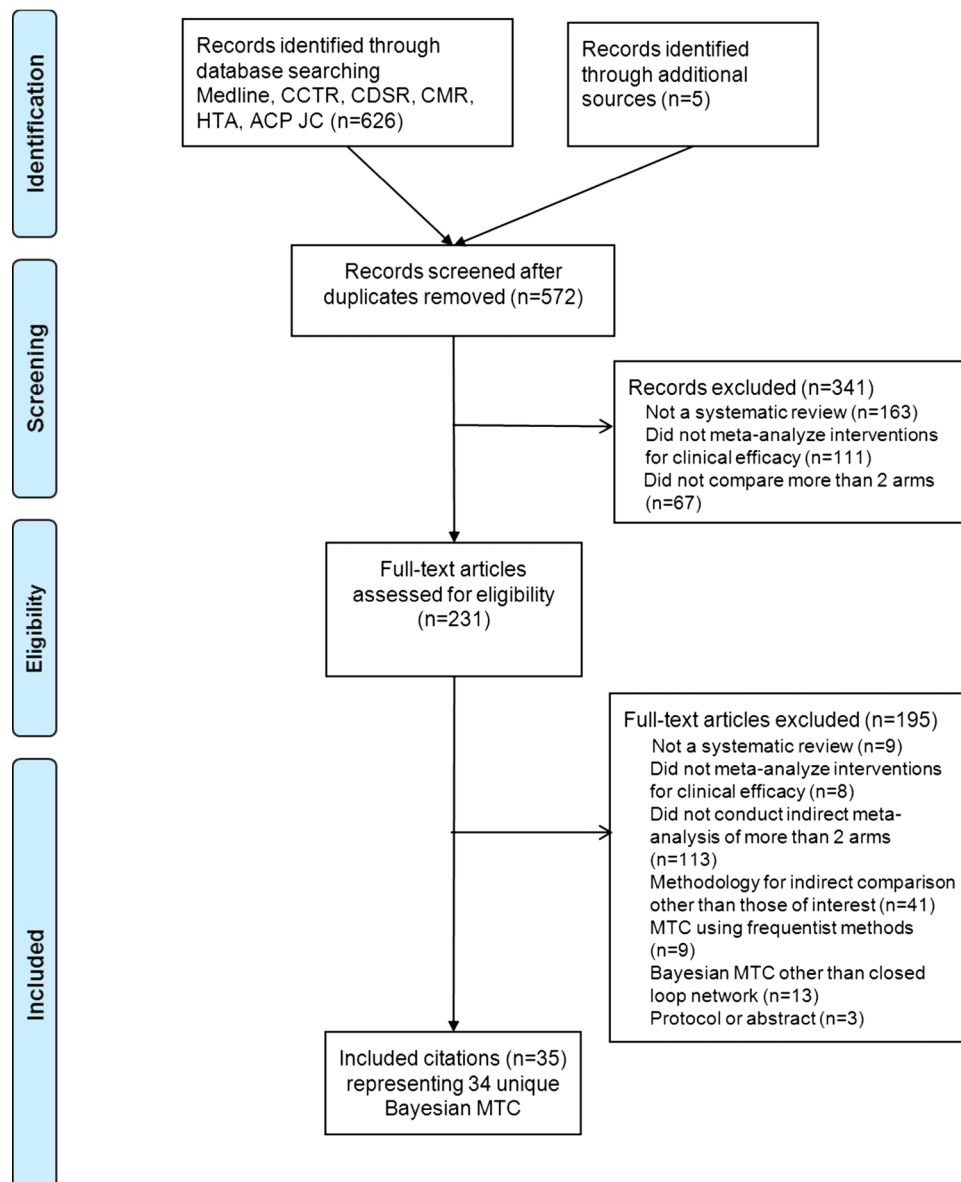 Identification
Records identified through
database searching
Medline, CCTR, CDSR, CMR,
HTA, ACP JC (n=626)
Records identified
through additional
sources (n=5)
Screening
Records screened after
duplicates removed (n=572)
Records excluded (n=341)
Not a systematic review (n=163)
Did not meta-analyze interventions
for clinical efficacy (n=111)
Did not compare more than 2 arms
(n=67)
Eligibility
Full-text articles
assessed for eligibility
(n=231)
Full-text articles excluded (n=195)
Not a systematic review (n=9)
Did not meta-analyze interventions
for clinical efficacy (n=8)
Did not conduct indirect meta-
analysis of more than 2 arms
(n=113)
Methodology for indirect comparison
other than those of interest (n=41)
MTC using frequentist methods
(n=9)
Bayesian MTC other than closed
loop network (n=13)
Protocol or abstract (n=3)
Included
Included citations (n=35)
representing 34 unique
Bayesian MTC